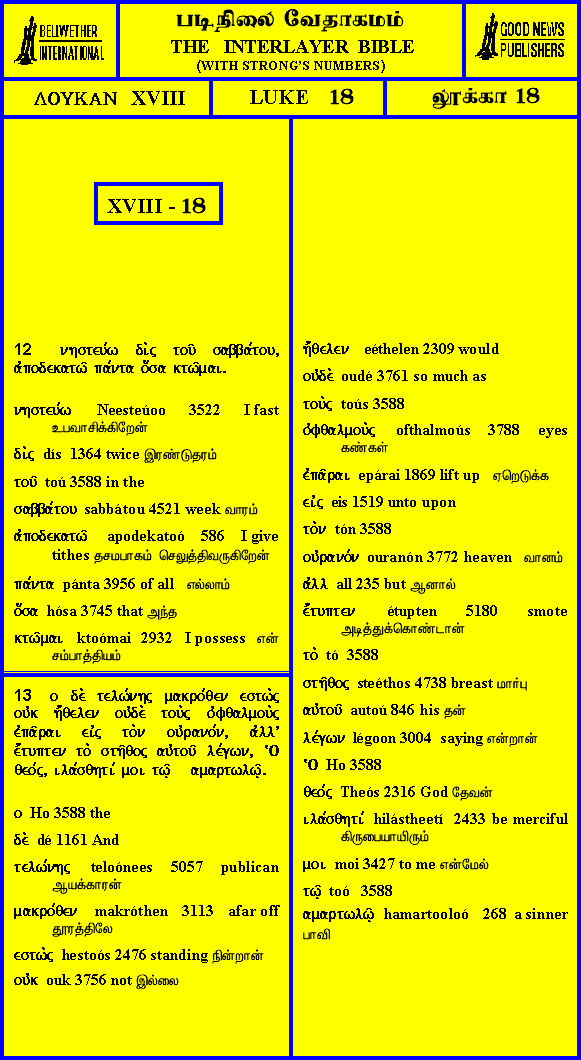 BELLWETHER
INTERNATIONAL
படிநிலை வேதாகமம்
THE INTERLAYER BIBLE
(WITH STRONG'S NUMBERS)
GOOD NEWS
PUBLISHERS
ΛΟΥΚΑΝ XVIII
LUKE 18
லூக்கா 18
XVIII - 18
12 νηστεύω δὶς τοῦ σαββάτου,
ἀποδεκατῶ πάντα ὅσα κτῶμαι.
νηστεύω Neesteúoo 3522 I fast
உபவாசிக்கிறேன்
δὶς dís 1364 twice இரண்டுதரம்
τοῦ toú 3588 in the
σαββάτου sabbátou 4521 week வாரம்
ἀποδεκατῶ apodekatoó 586 I give
tithes தசமபாகம் செலுத்திவருகிறேன்
πάντα pánta 3956 of all எல்லாம்
ὅσα hósa 3745 that அந்த
κτῶμαι ktoómai 2932 I possess என்
சம்பாத்தியம்
13 ο δὲ τελώνης μακρόθεν εστὼς
οὐκ ἤθελεν οὐδὲ τοὺς ὀφθαλμοὺς
ἐπᾶραι εἰς τὸν οὐρανόν, ἀλλ’
ἔτυπτεν τὸ στῆθος αὐτοῦ λέγων, Ὁ
θεός, ιλάσθητί μοι τῷ αμαρτωλῷ.
ο Ho 3588 the
δὲ dé 1161 And
τελώνης teloónees 5057 publican
ஆயக்காரன்
μακρόθεν makróthen 3113 afar off
தூரத்திலே
εστὼς hestoós 2476 standing நின்றான்
οὐκ ouk 3756 not இல்லை
ἤθελεν eéthelen 2309 would
οὐδὲ oudé 3761 so much as
τοὺς toús 3588
ὀφθαλμοὺς ofthalmoús 3788 eyes
கண்கள்
ἐπᾶραι epárai 1869 lift up ஏறெடுக்க
εἰς eis 1519 unto upon
τὸν tón 3588
οὐρανόν ouranón 3772 heaven வானம்
ἀλλ all 235 but ஆனால்
ἔτυπτεν étupten 5180 smote
அடித்துக்கொண்டான்
τὸ tó 3588
στῆθος steéthos 4738 breast மார்பு
αὐτοῦ autoú 846 his தன்
λέγων légoon 3004 saying என்றான்
Ὁ Ho 3588
θεός Theós 2316 God தேவன்
ιλάσθητί hilástheetí 2433 be merciful
கிருபையாயிரும்
μοι moi 3427 to me என்மேல்
τῷ toó 3588
αμαρτωλῷ hamartooloó 268 a sinner
பாவி